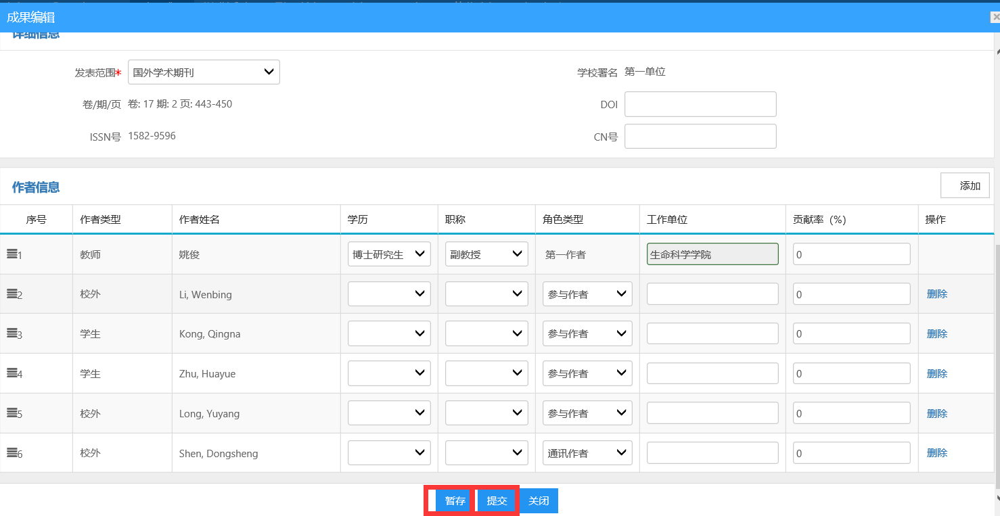 成果编辑
详细信息
发表范围* 国外学术期刊 学校署名 第一单位
卷/期/页 卷: 17 期: 2 页: 443-450 DOI
ISSN号 1582-9596 CN号
作者信息 添加
序号 作者类型 作者姓名 学历 职称 角色类型 工作单位 贡献率（%） 操作
1 教师 姚俊 博士研究生 副教授 第一作者 生命科学学院 0
2 校外 Li, Wenbing 参与作者 0 删除
3 学生 Kong, Qingna 参与作者 0 删除
4 学生 Zhu, Huayue 参与作者 0 删除
5 校外 Long, Yuyang 参与作者 0 删除
6 校外 Shen, Dongsheng 通讯作者 0 删除
暂存 提交 关闭